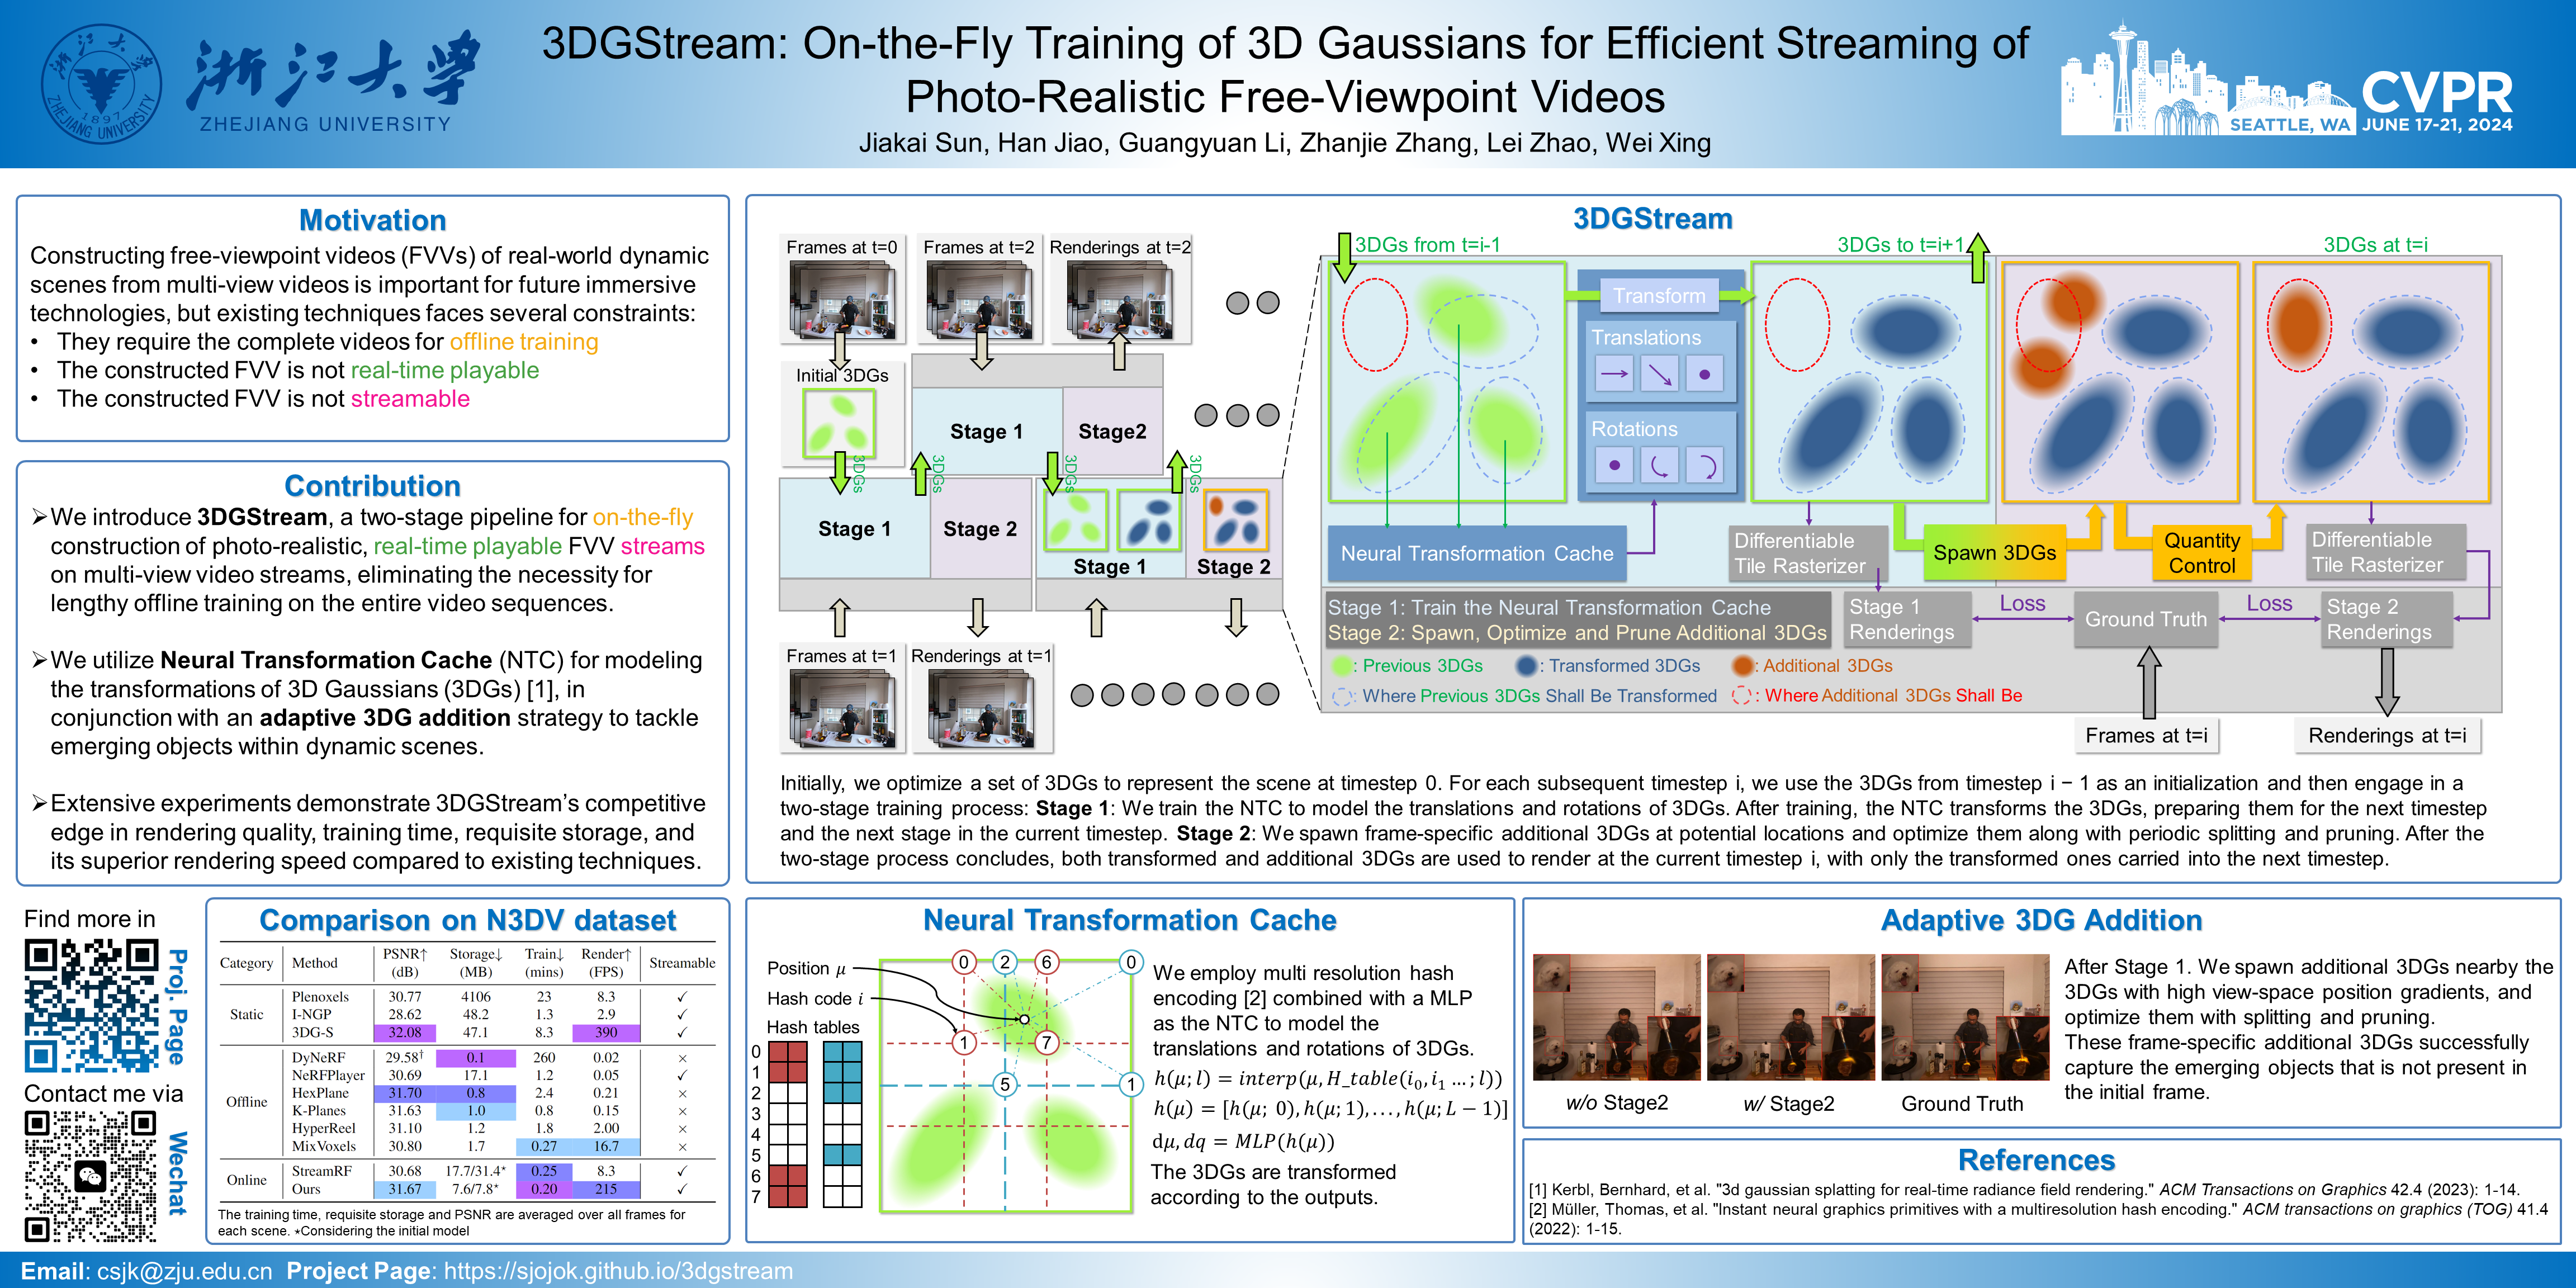 浙江大学
ZHEJIANG UNIVERSITY
ZHEJIANG UNIVERSITY
1897
3DGStream: On-the-Fly Training of 3D Gaussians for Efficient Streaming of
Photo-Realistic Free-Viewpoint Videos
Jiakai Sun, Han Jiao, Guangyuan Li, Zhanjie Zhang, Lei Zhao, Wei Xing
CVPR
SEATTLE, WA JUNE 17-21, 2024
Motivation
Constructing free-viewpoint videos (FVVs) of real-world dynamic
scenes from multi-view videos is important for future immersive
technologies, but existing techniques faces several constraints:
• They require the complete videos for offline training
• The constructed FVV is not real-time playable
• The constructed FVV is not streamable
Contribution
➢We introduce 3DGStream, a two-stage pipeline for on-the-fly
construction of photo-realistic, real-time playable FVV streams
on multi-view video streams, eliminating the necessity for
lengthy offline training on the entire video sequences.
➢We utilize Neural Transformation Cache (NTC) for modeling
the transformations of 3D Gaussians (3DGs) [1], in
conjunction with an adaptive 3DG addition strategy to tackle
emerging objects within dynamic scenes.
➢Extensive experiments demonstrate 3DGStream's competitive
edge in rendering quality, training time, requisite storage, and
its superior rendering speed compared to existing techniques.
Find more in
Proj. Page
Contact me via
Wechat
Comparison on N3DV dataset
Category Method PSNR↑ (dB) Storage↓ (MB) Train↓ (mins) Render↑ (FPS) Streamable
Static
Plenoxels 30.77 4106 23 8.3 ✓
I-NGP 28.62 48.2 1.3 2.9 ✓
3DG-S 32.08 47.1 8.3 390 ✓
Offline
DyNeRF 29.58† 0.1 260 0.02 ×
NeRFPlayer 30.69 17.1 1.2 0.05 ✓
HexPlane 31.70 0.8 2.4 0.21 ×
K-Planes 31.63 1.0 0.8 0.15 ×
HyperReel 31.10 1.2 1.8 2.00 ×
MixVoxels 30.80 1.7 0.27 16.7 ×
Online
StreamRF 30.68 17.7/31.4⋆ 0.25 8.3 ✓
Ours 31.67 7.6/7.8⋆ 0.20 215 ✓
The training time, requisite storage and PSNR are averaged over all frames for
each scene. ⋆Considering the initial model
3DGStream
Frames at t=0
Frames at t=2
Renderings at t=2
Initial 3DGs
Stage 1
Stage2
3DGs
3DGs
3DGs
3DGs
Stage 1
Stage 2
Stage 1
Stage 2
Frames at t=1
Renderings at t=1
3DGs from t=i-1
3DGs to t=i+1
3DGs at t=i
Transform
Translations
Rotations
Neural Transformation Cache
Differentiable
Tile Rasterizer
Spawn 3DGs
Quantity
Control
Differentiable
Tile Rasterizer
Stage 1: Train the Neural Transformation Cache
Stage 2: Spawn, Optimize and Prune Additional 3DGs
Stage 1
Renderings
Loss
Ground Truth
Loss
Stage 2
Renderings
: Previous 3DGs
: Transformed 3DGs
: Additional 3DGs
: Where Previous 3DGs Shall Be Transformed
: Where Additional 3DGs Shall Be
Frames at t=i
Renderings at t=i
Initially, we optimize a set of 3DGs to represent the scene at timestep 0. For each subsequent timestep i, we use the 3DGs from timestep i − 1 as an initialization and then engage in a
two-stage training process: Stage 1: We train the NTC to model the translations and rotations of 3DGs. After training, the NTC transforms the 3DGs, preparing them for the next timestep
and the next stage in the current timestep. Stage 2: We spawn frame-specific additional 3DGs at potential locations and optimize them along with periodic splitting and pruning. After the
two-stage process concludes, both transformed and additional 3DGs are used to render at the current timestep i, with only the transformed ones carried into the next timestep.
Neural Transformation Cache
Position μ
Hash code i
Hash tables
0
1
2
3
4
5
6
7
0 2 6 0
1 7
5 1
We employ multi resolution hash
encoding [2] combined with a MLP
as the NTC to model the
translations and rotations of 3DGs.
h(μ; l) = interp(μ, H_table(i₀, i₁ …; l))
h(μ) = [h(μ; 0), h(μ; 1), . . . , h(μ; L − 1)]
dμ, dq = MLP(h(μ))
The 3DGs are transformed
according to the outputs.
Adaptive 3DG Addition
w/o Stage2
w/ Stage2
Ground Truth
After Stage 1. We spawn additional 3DGs nearby the
3DGs with high view-space position gradients, and
optimize them with splitting and pruning.
These frame-specific additional 3DGs successfully
capture the emerging objects that is not present in
the initial frame.
References
[1] Kerbl, Bernhard, et al. "3d gaussian splatting for real-time radiance field rendering." ACM Transactions on Graphics 42.4 (2023): 1-14.
[2] Müller, Thomas, et al. "Instant neural graphics primitives with a multiresolution hash encoding." ACM transactions on graphics (TOG) 41.4
(2022): 1-15.
Email: csjk@zju.edu.cn Project Page: https://sjojok.github.io/3dgstream